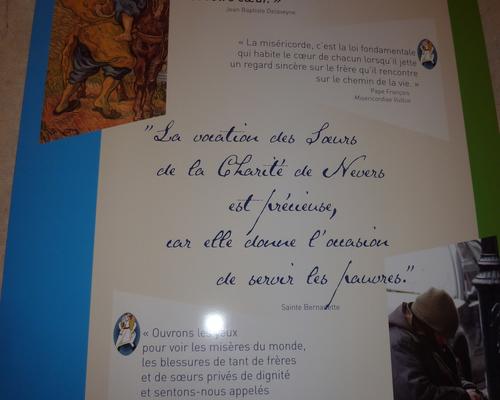 cœur. »
Jean Baptiste Delaveyne
« La miséricorde, c'est la loi fondamentale
qui habite le cœur de chacun lorsqu'il jette
un regard sincère sur le frère qu'il rencontre
sur le chemin de la vie. »
Pape François
Misericordiae Vultus
"La vocation des Sœurs
de la Charité de Nevers
est précieuse,
car elle donne l'occasion
de servir les pauvres."
Sainte Bernadette
« Ouvrons les yeux
pour voir les misères du monde,
les blessures de tant de frères
et de sœurs privés de dignité
et sentons-nous appelés